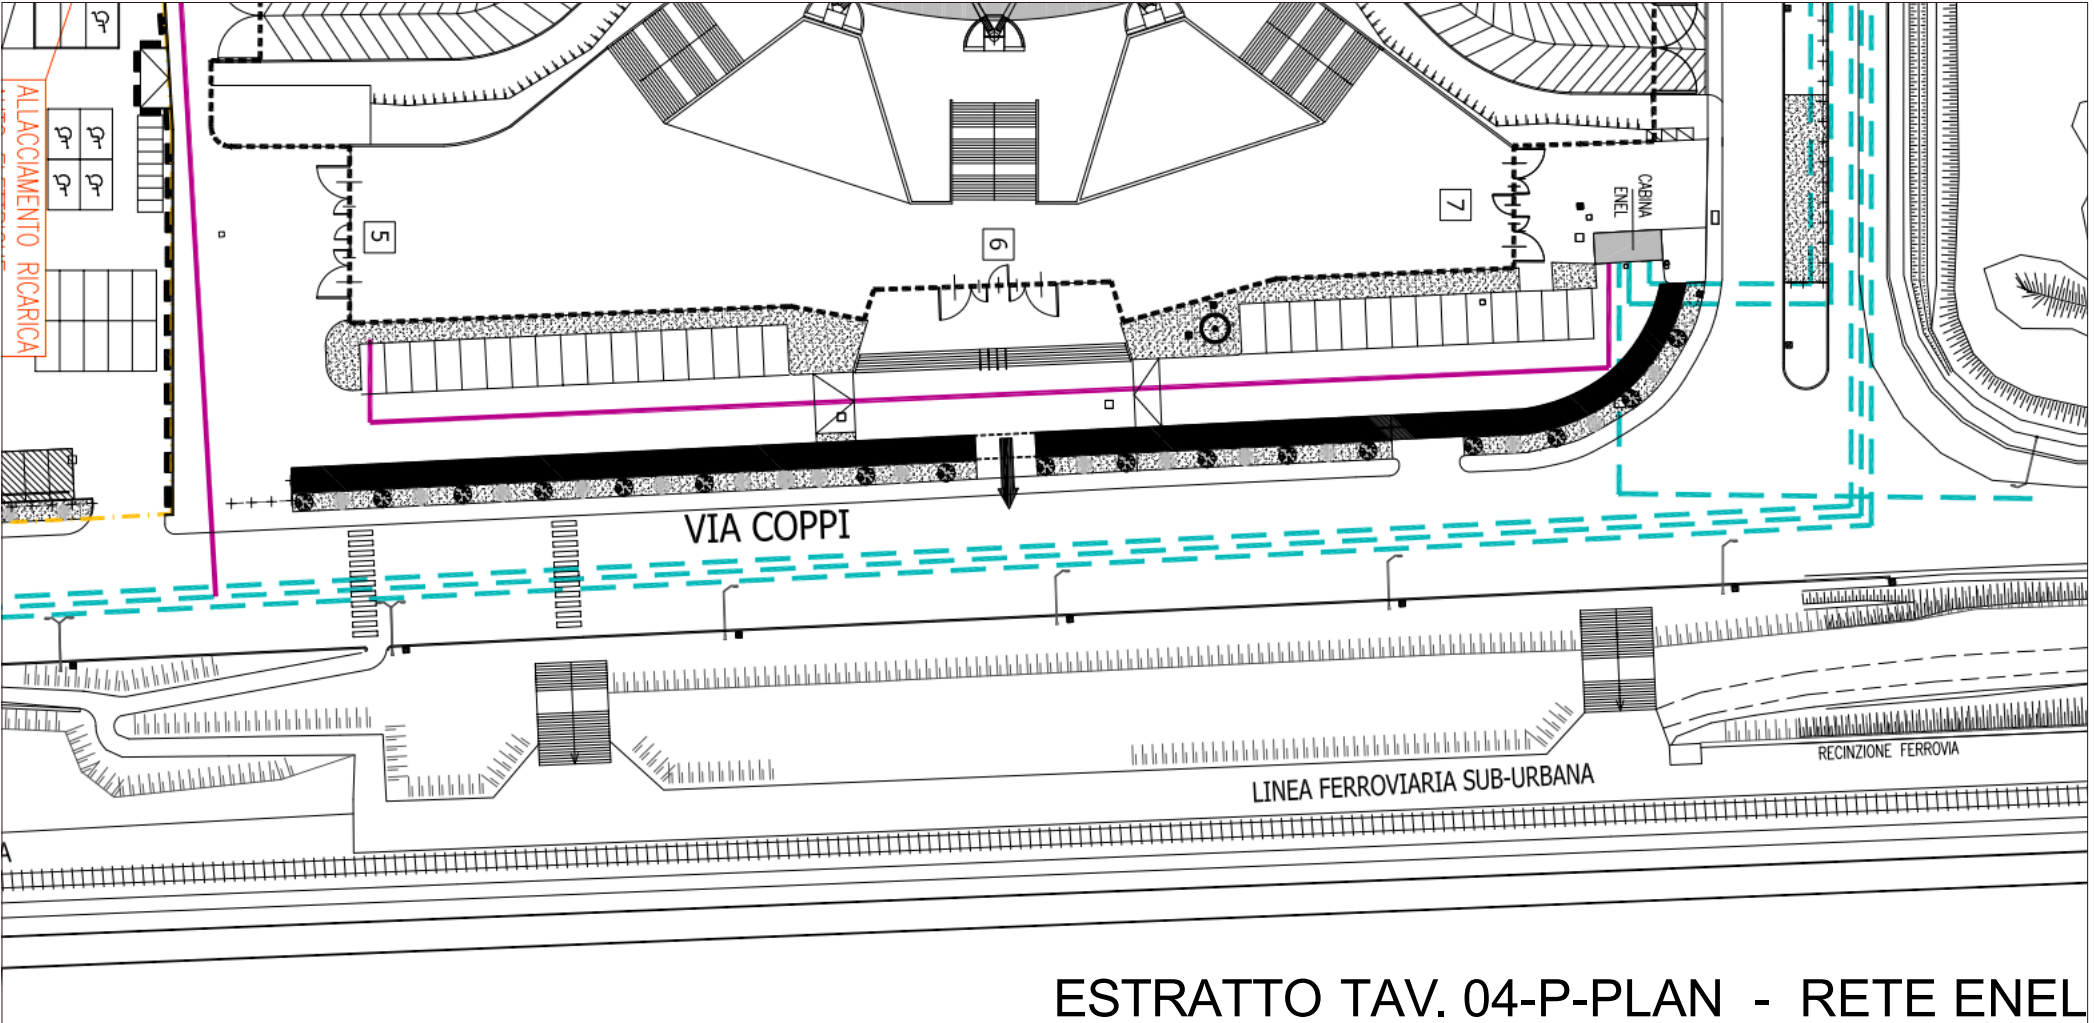 ALLACCIAMENTO RICARICA
5
6
7
CABINA
ENEL
VIA COPPI
LINEA FERROVIARIA SUB-URBANA
RECINZIONE FERROVIA
A
ESTRATTO TAV. 04-P-PLAN - RETE ENEL